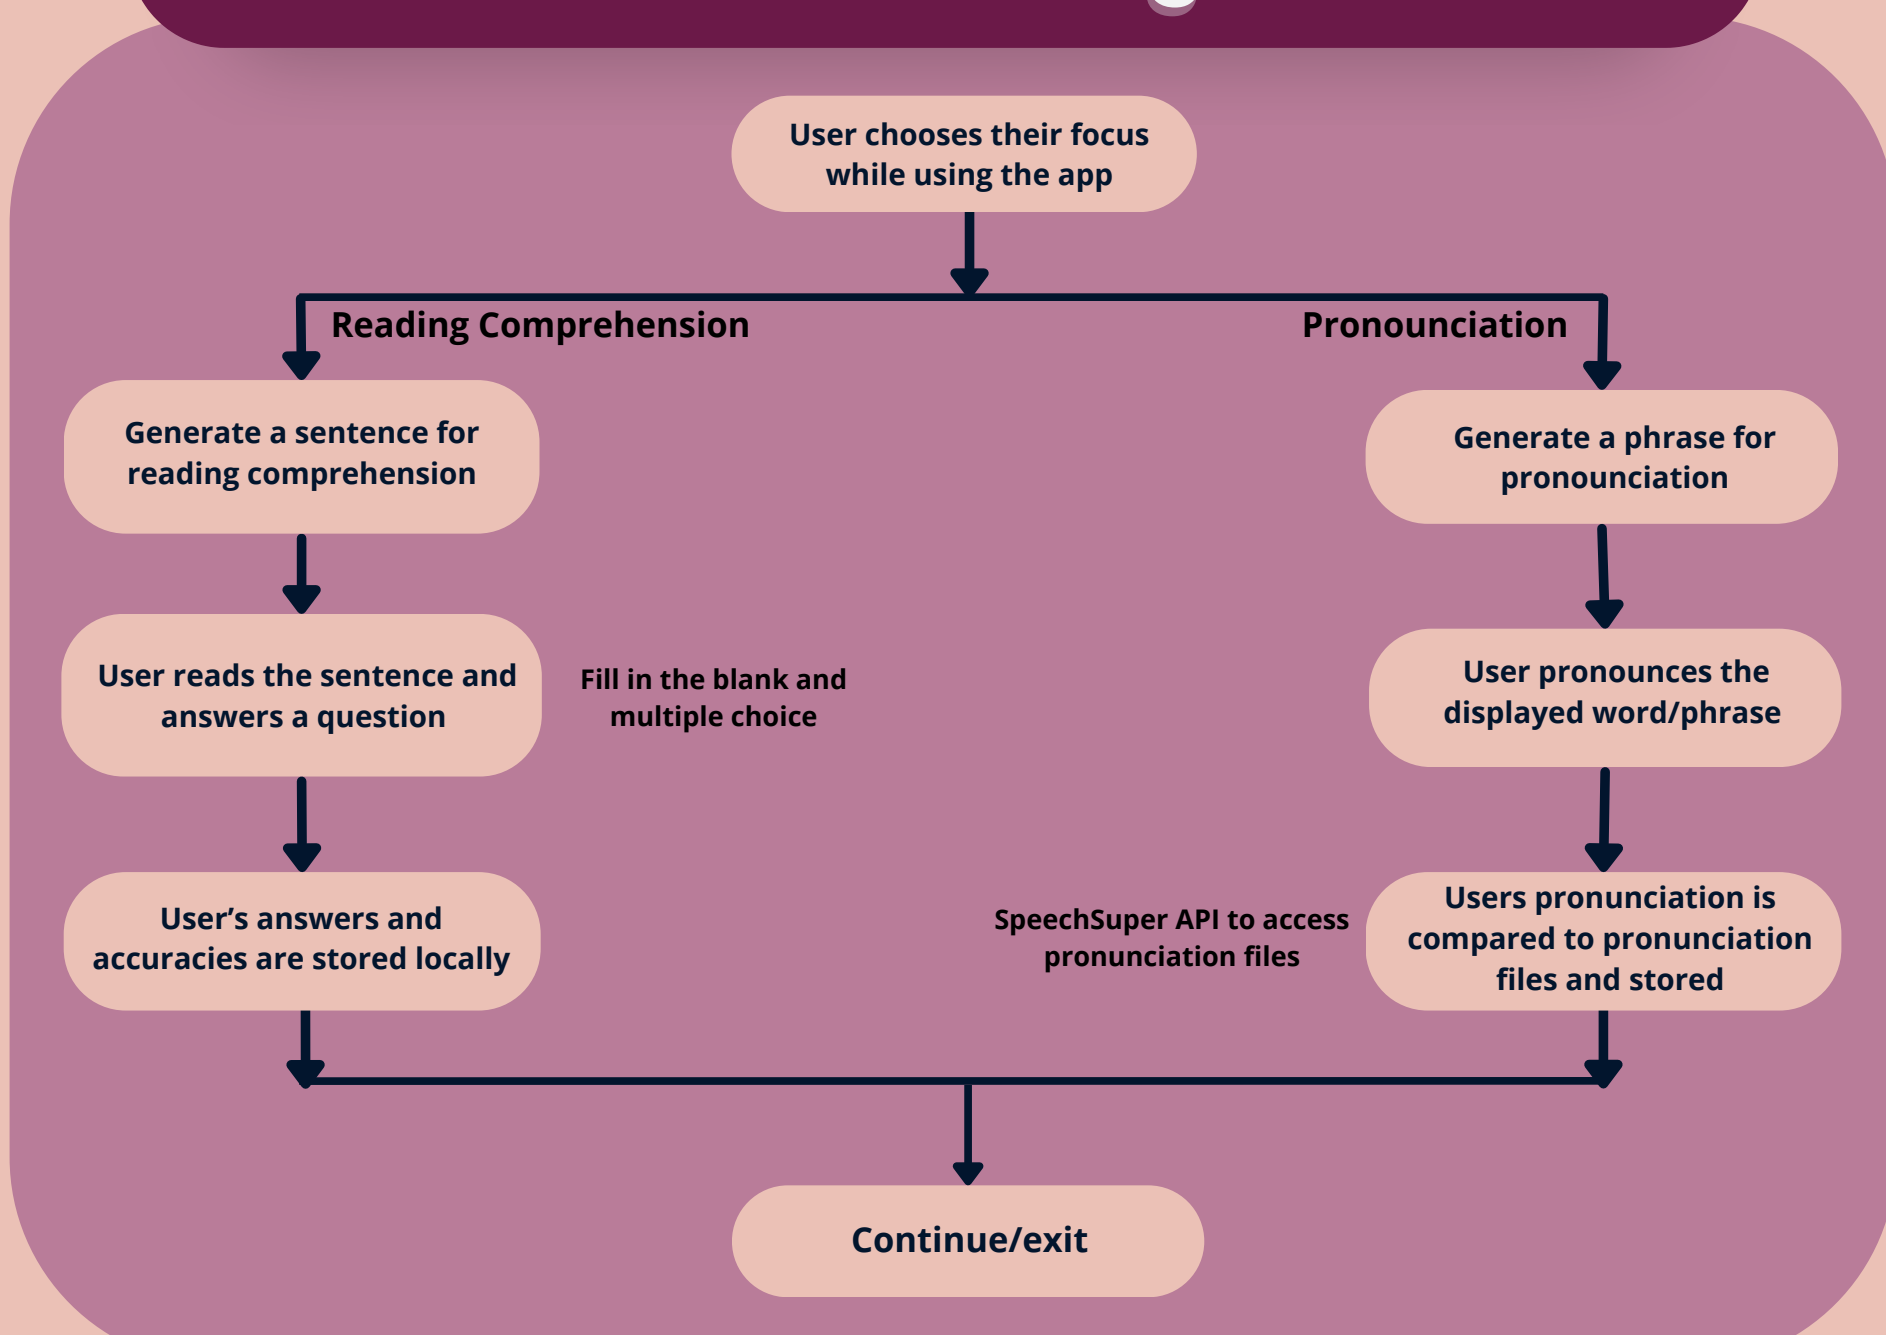 User chooses their focus
while using the app
Reading Comprehension
Pronounciation
Generate a sentence for
reading comprehension
Generate a phrase for
pronounciation
User reads the sentence and
answers a question
Fill in the blank and
multiple choice
User pronounces the
displayed word/phrase
User’s answers and
accuracies are stored locally
SpeechSuper API to access
pronunciation files
Users pronunciation is
compared to pronunciation
files and stored
Continue/exit